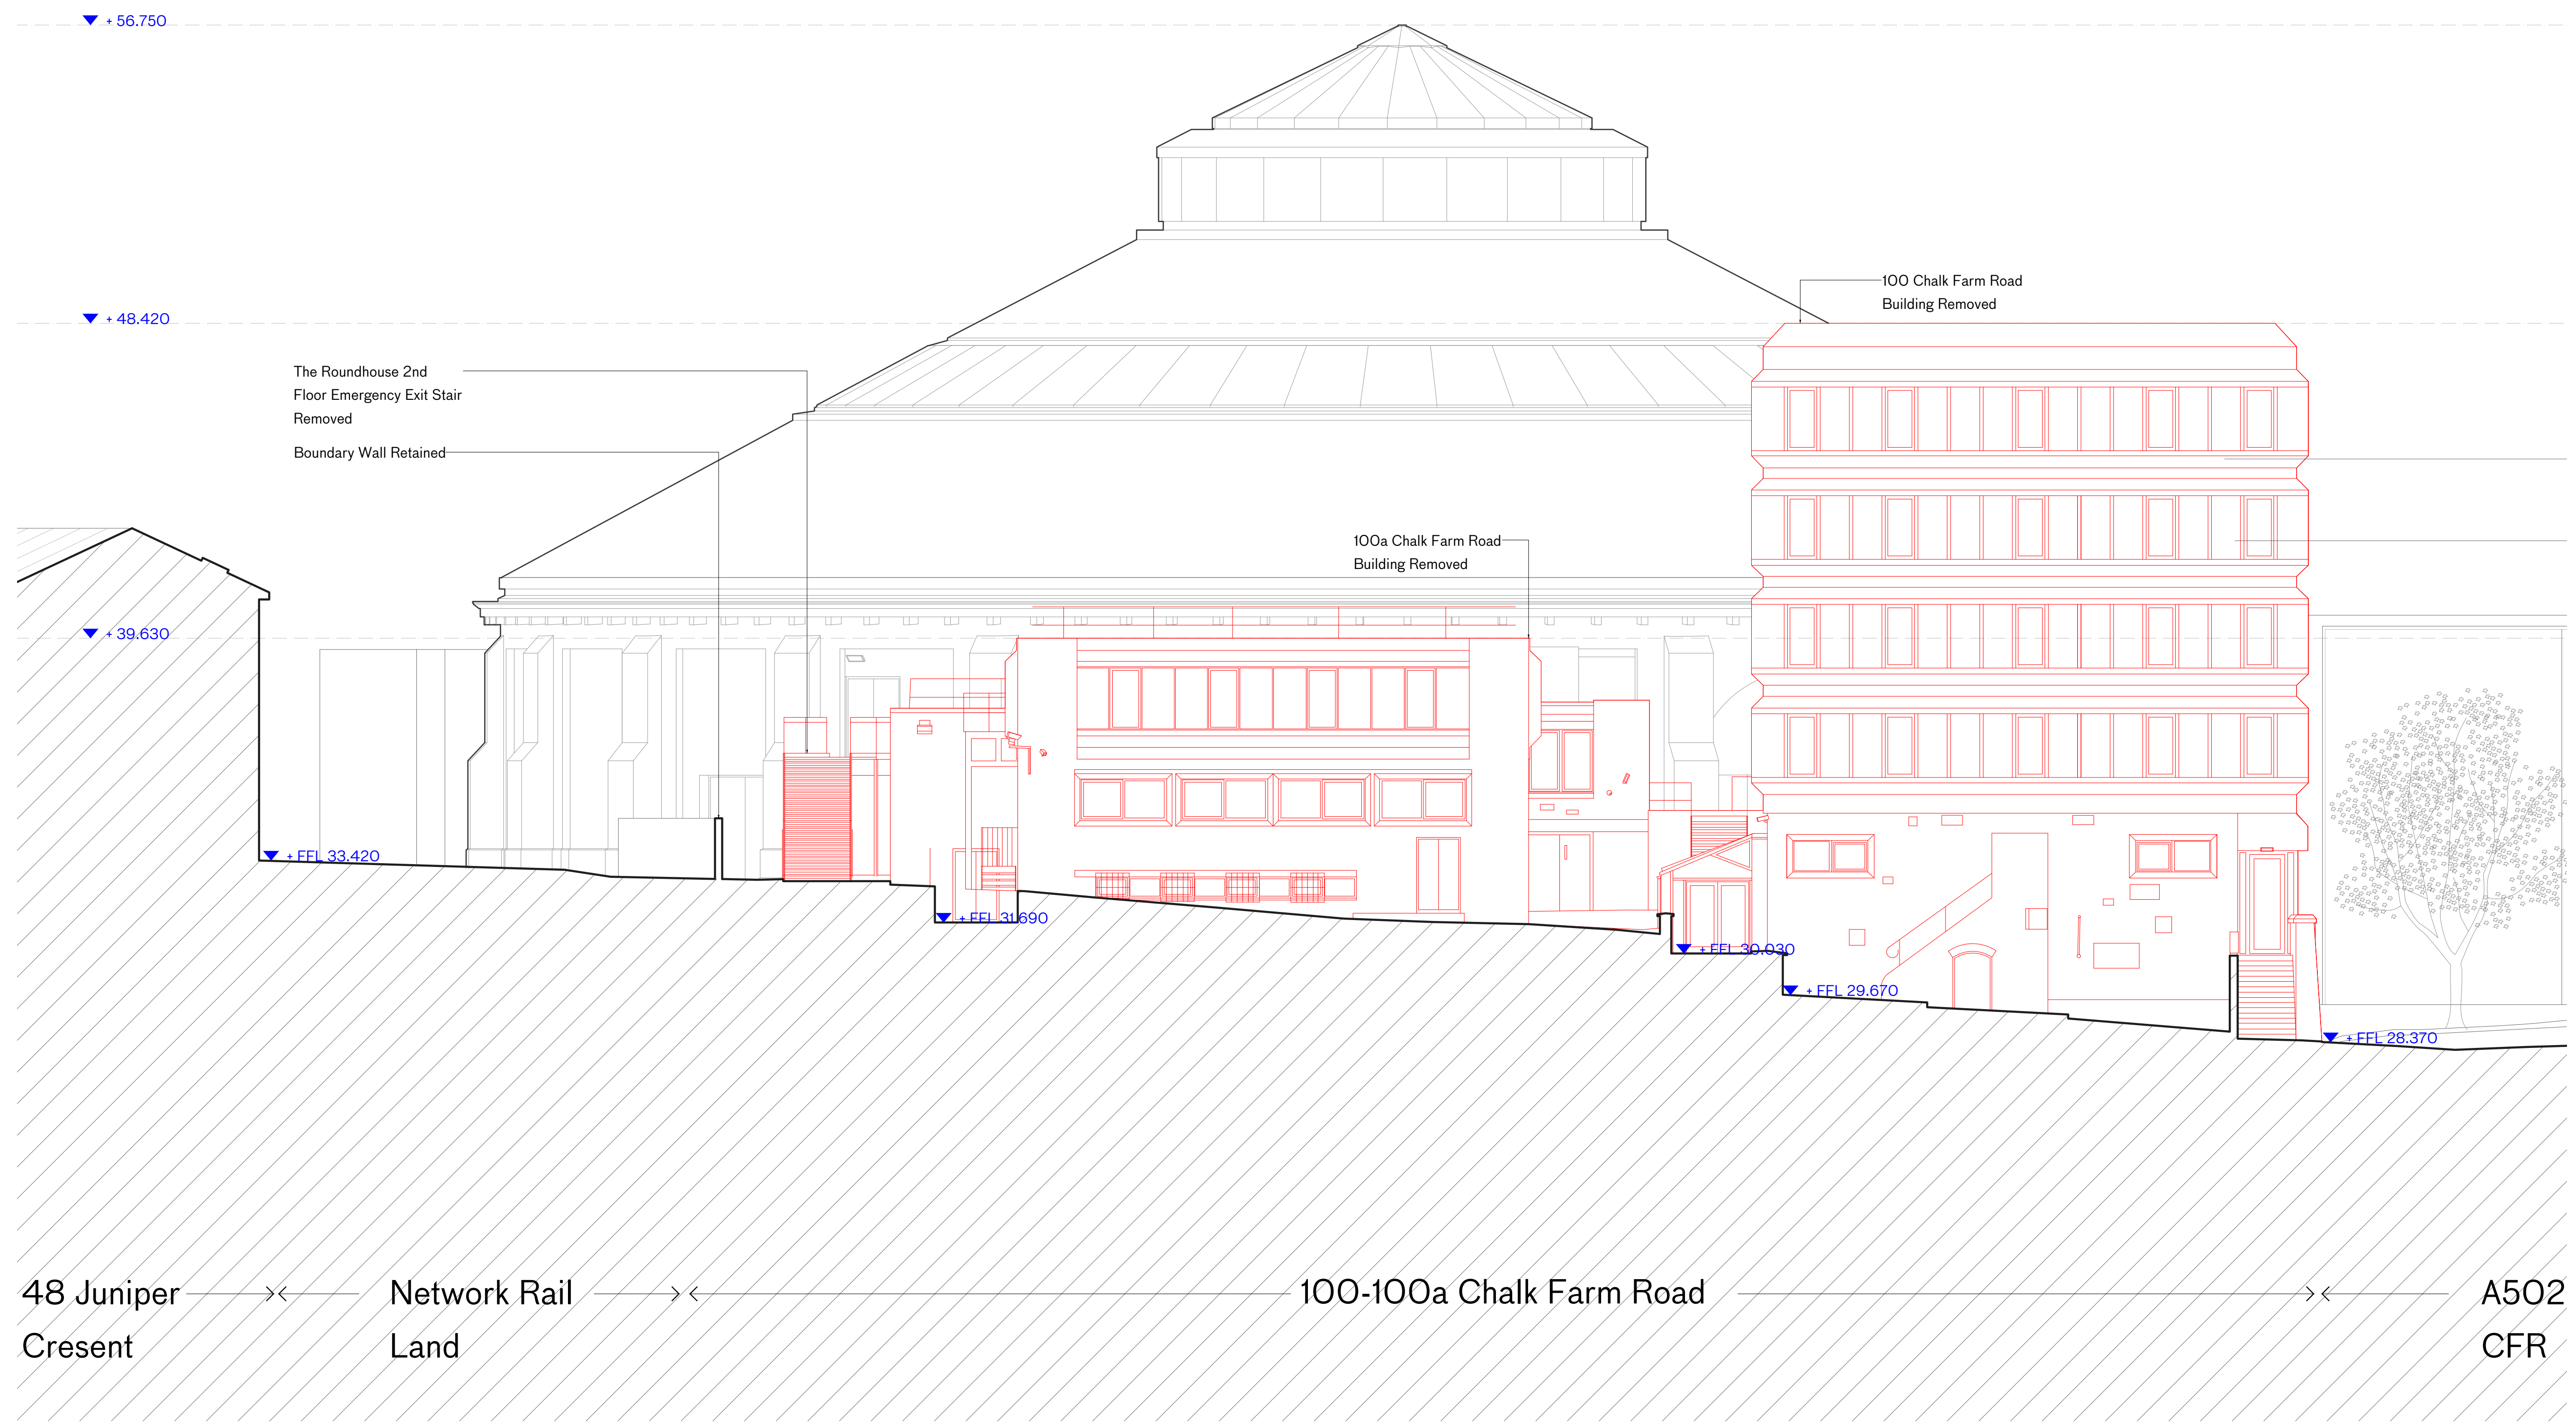 + 56.750
100 Chalk Farm Road
Building Removed
+ 48.420
The Roundhouse 2nd
Floor Emergency Exit Stair
Removed
Boundary Wall Retained
100a Chalk Farm Road
Building Removed
+ 39.630
+ FFL 33.420
+ FFL 31.690
+ FFL 30.030
+ FFL 29.670
+ FFL 28.370
48 Juniper
Cresent
Network Rail
Land
100-100a Chalk Farm Road
A502
CFR